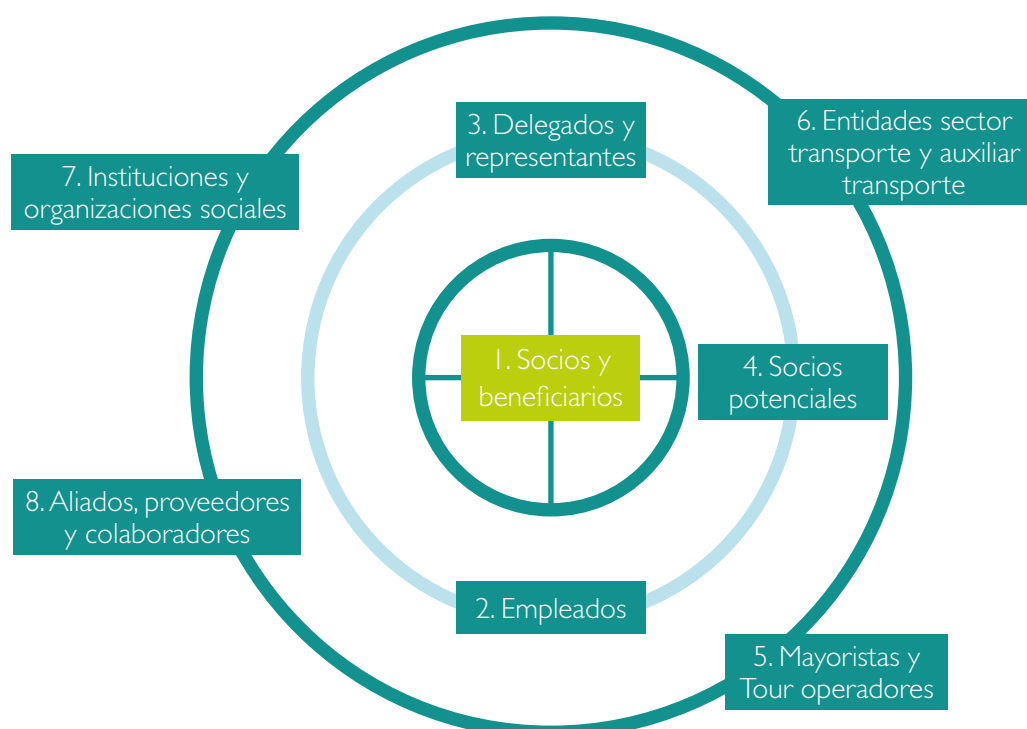 3. Delegados y
representantes
6. Entidades sector
transporte y auxiliar
transporte
7. Instituciones y
organizaciones sociales
1. Socios y
beneficiarios
4. Socios
potenciales
8. Aliados, proveedores
y colaboradores
2. Empleados
5. Mayoristas y
Tour operadores